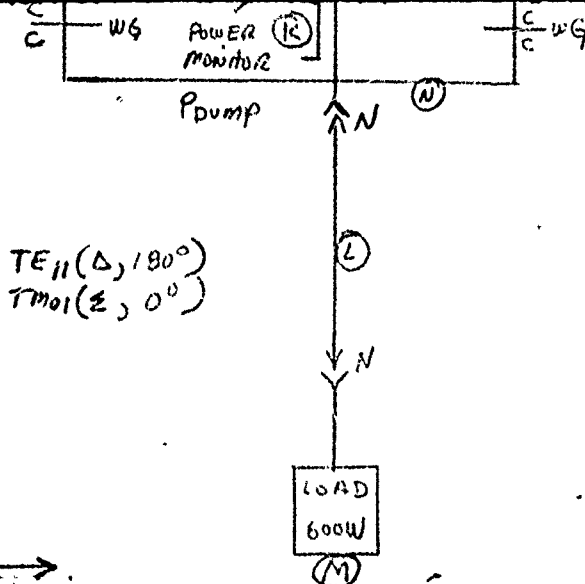 C
C
WG
POWER
MONITOR
K
C
C
WG
N
PDUMP
N
L
TE11(Δ, 180°)
TM01(Σ, 0°)
N
LOAD
600W
M